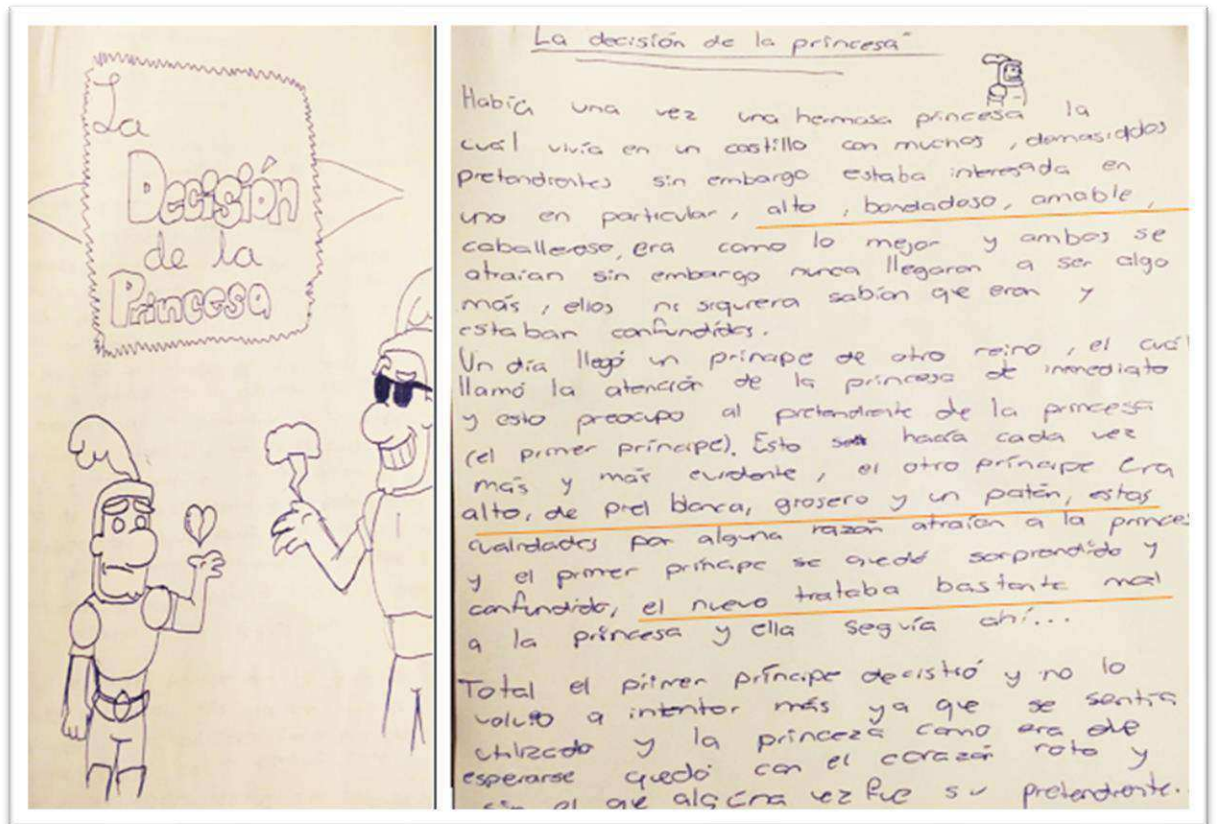 La
Decisión
de la
Princesa
La decisión de la princesa"
Había una vez una hermosa princesa la
cuál vivía en un castillo con muchos, demasiados
pretendientes sin embargo estaba interesada en
uno en particular, alto, bondadoso, amable,
caballeroso, era como lo mejor y ambos se
atraían sin embargo nunca llegaron a ser algo
más, ellos ni siquiera sabían que eran y
estaban confundidos.
Un día llegó un príncipe de otro reino, el cuál
llamó la atención de la princesa de inmediato
y esto preocupo al pretendiente de la princesa
(el primer príncipe). Esto hacía cada vez
más y más evidente, el otro príncipe era
alto, de piel blanca, grosero y un patán, estas
cualidades por alguna razón atraían a la prince
y el primer príncipe se quedó sorprendido y
confundido, el nuevo trataba bastante mal
a la princesa y ella seguía ahí...
Total el primer príncipe decistió y no lo
volvio a intentar más ya que se sentía
utilizado y la princeza como era de
esperarse quedó con el corazón roto y
sin el que alguna vez fue su pretendiente.